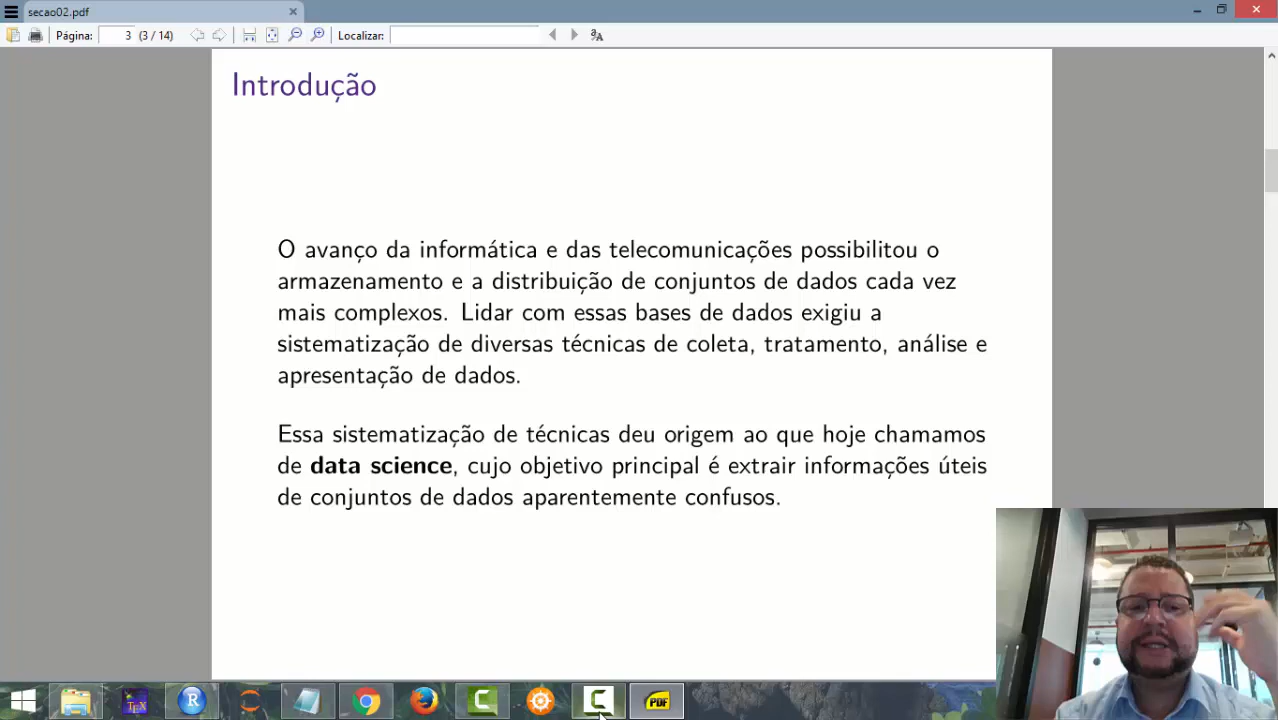 secao02.pdf
Página: 3 (3 / 14) Localizar:
Introdução
O avanço da informática e das telecomunicações possibilitou o
armazenamento e a distribuição de conjuntos de dados cada vez
mais complexos. Lidar com essas bases de dados exigiu a
sistematização de diversas técnicas de coleta, tratamento, análise e
apresentação de dados.
Essa sistematização de técnicas deu origem ao que hoje chamamos
de data science, cujo objetivo principal é extrair informações úteis
de conjuntos de dados aparentemente confusos.
TEX
R
C
C
PDF